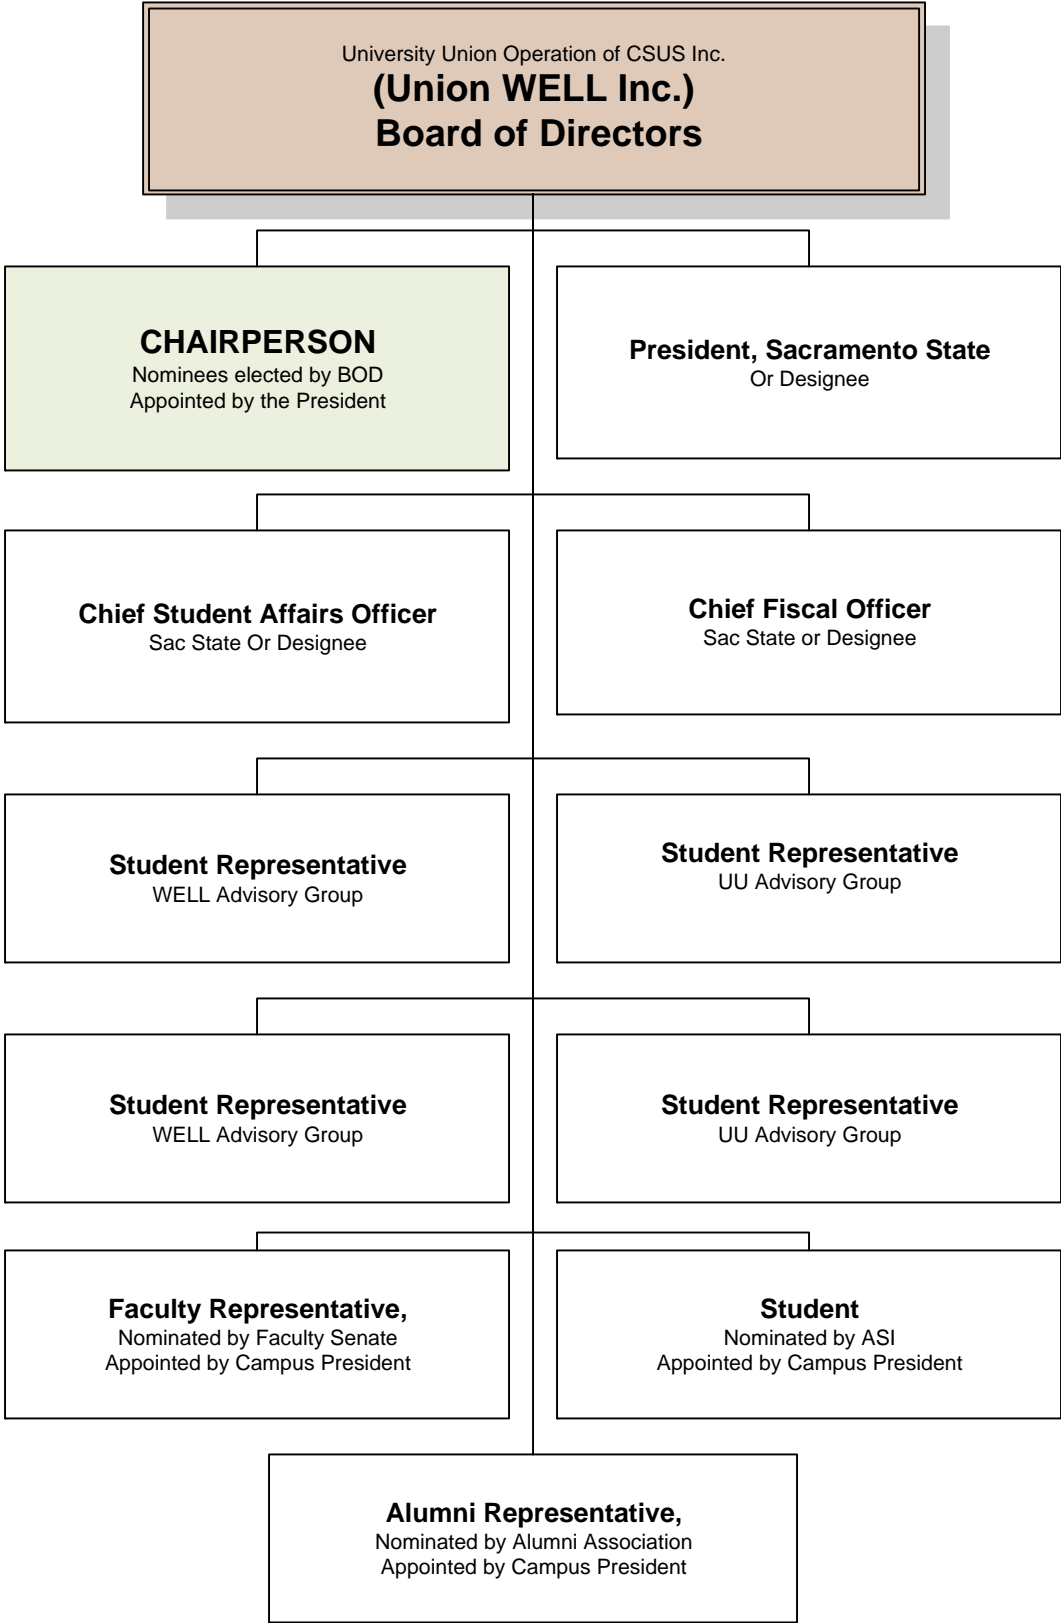 University Union Operation of CSUS Inc.
(Union WELL Inc.)
Board of Directors
CHAIRPERSON
Nominees elected by BOD
Appointed by the President
President, Sacramento State
Or Designee
Chief Student Affairs Officer
Sac State Or Designee
Chief Fiscal Officer
Sac State or Designee
Student Representative
WELL Advisory Group
Student Representative
UU Advisory Group
Student Representative
WELL Advisory Group
Student Representative
UU Advisory Group
Faculty Representative,
Nominated by Faculty Senate
Appointed by Campus President
Student
Nominated by ASI
Appointed by Campus President
Alumni Representative,
Nominated by Alumni Association
Appointed by Campus President